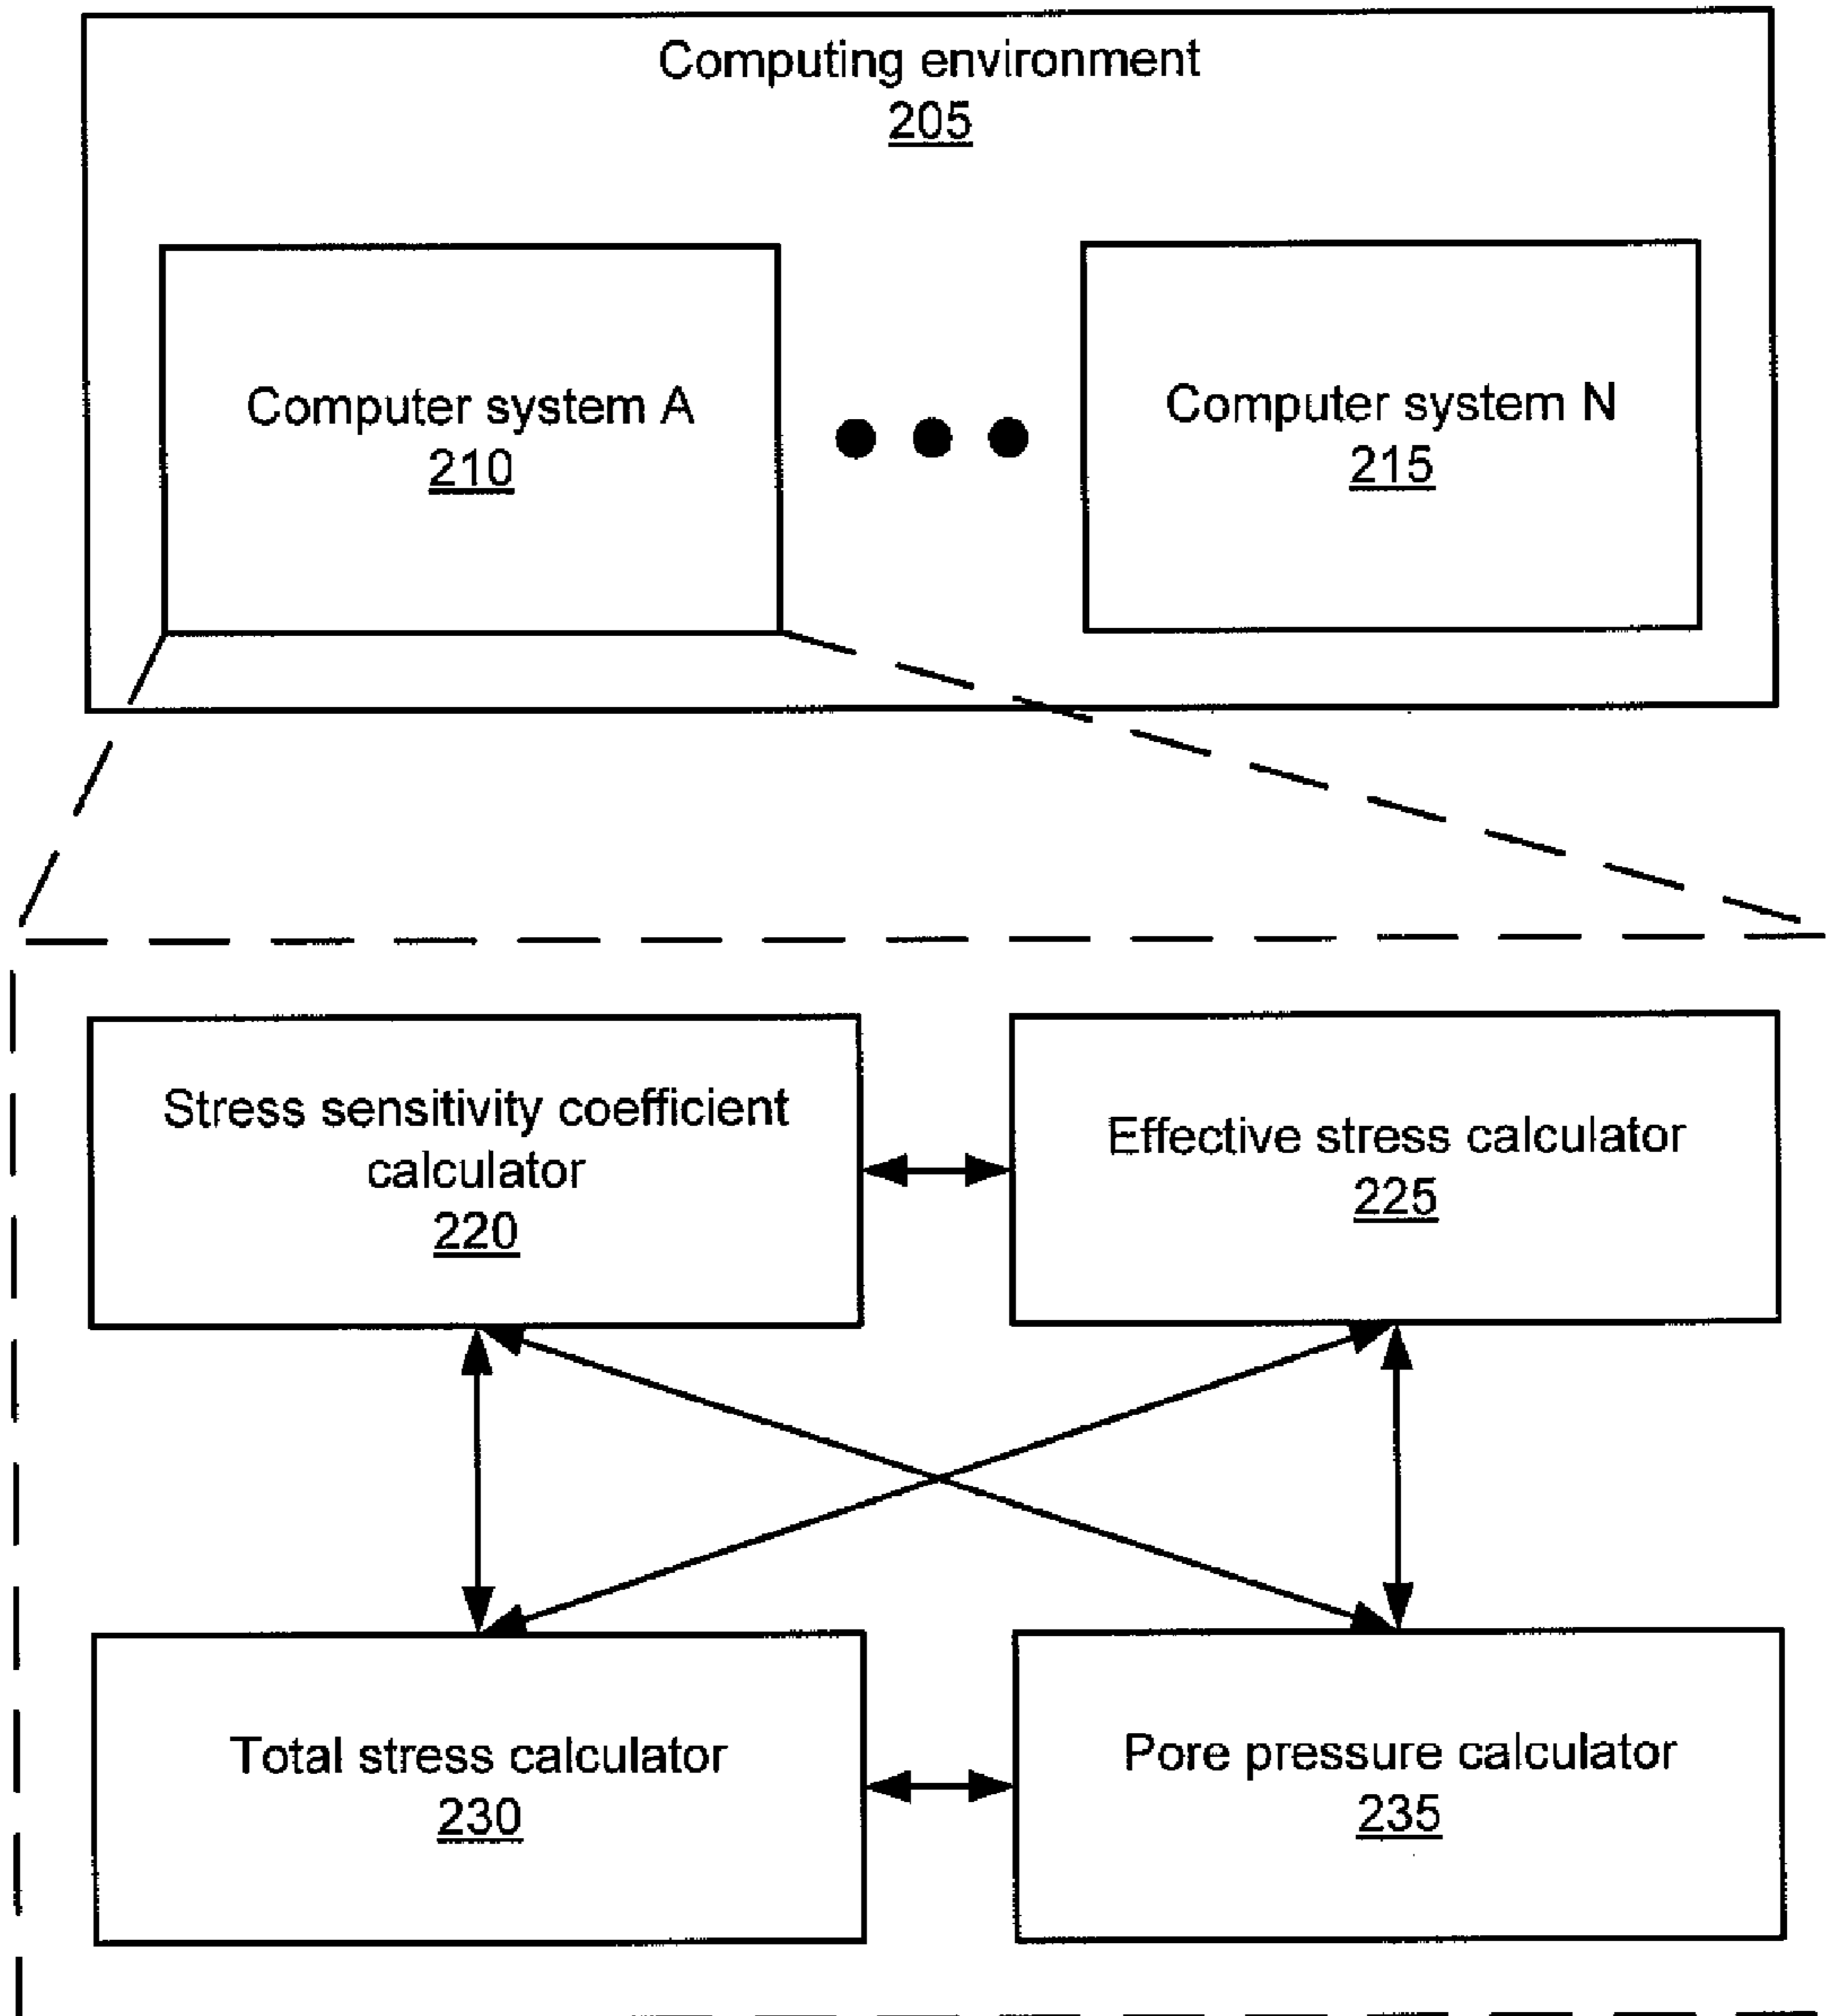 Computing environment
205
Computer system A
210
Computer system N
215
Stress sensitivity coefficient
calculator
220
Effective stress calculator
225
Total stress calculator
230
Pore pressure calculator
235